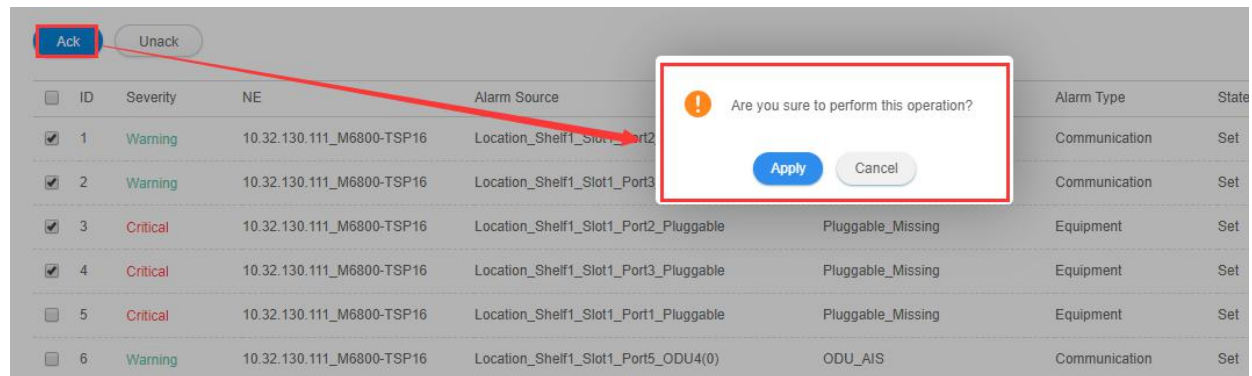 Ack Unack
ID Severity NE Alarm Source Alarm Type State
Are you sure to perform this operation?
1 Warning 10.32.130.111_M6800-TSP16 Location_Shelf1_Slot1_Port2 Communication Set
2 Warning 10.32.130.111_M6800-TSP16 Location_Shelf1_Slot1_Port3 Communication Set
Apply Cancel
3 Critical 10.32.130.111_M6800-TSP16 Location_Shelf1_Slot1_Port2_Pluggable Pluggable_Missing Equipment Set
4 Critical 10.32.130.111_M6800-TSP16 Location_Shelf1_Slot1_Port3_Pluggable Pluggable_Missing Equipment Set
5 Critical 10.32.130.111_M6800-TSP16 Location_Shelf1_Slot1_Port1_Pluggable Pluggable_Missing Equipment Set
6 Warning 10.32.130.111_M6800-TSP16 Location_Shelf1_Slot1_Port5_ODU4(0) ODU_AIS Communication Set